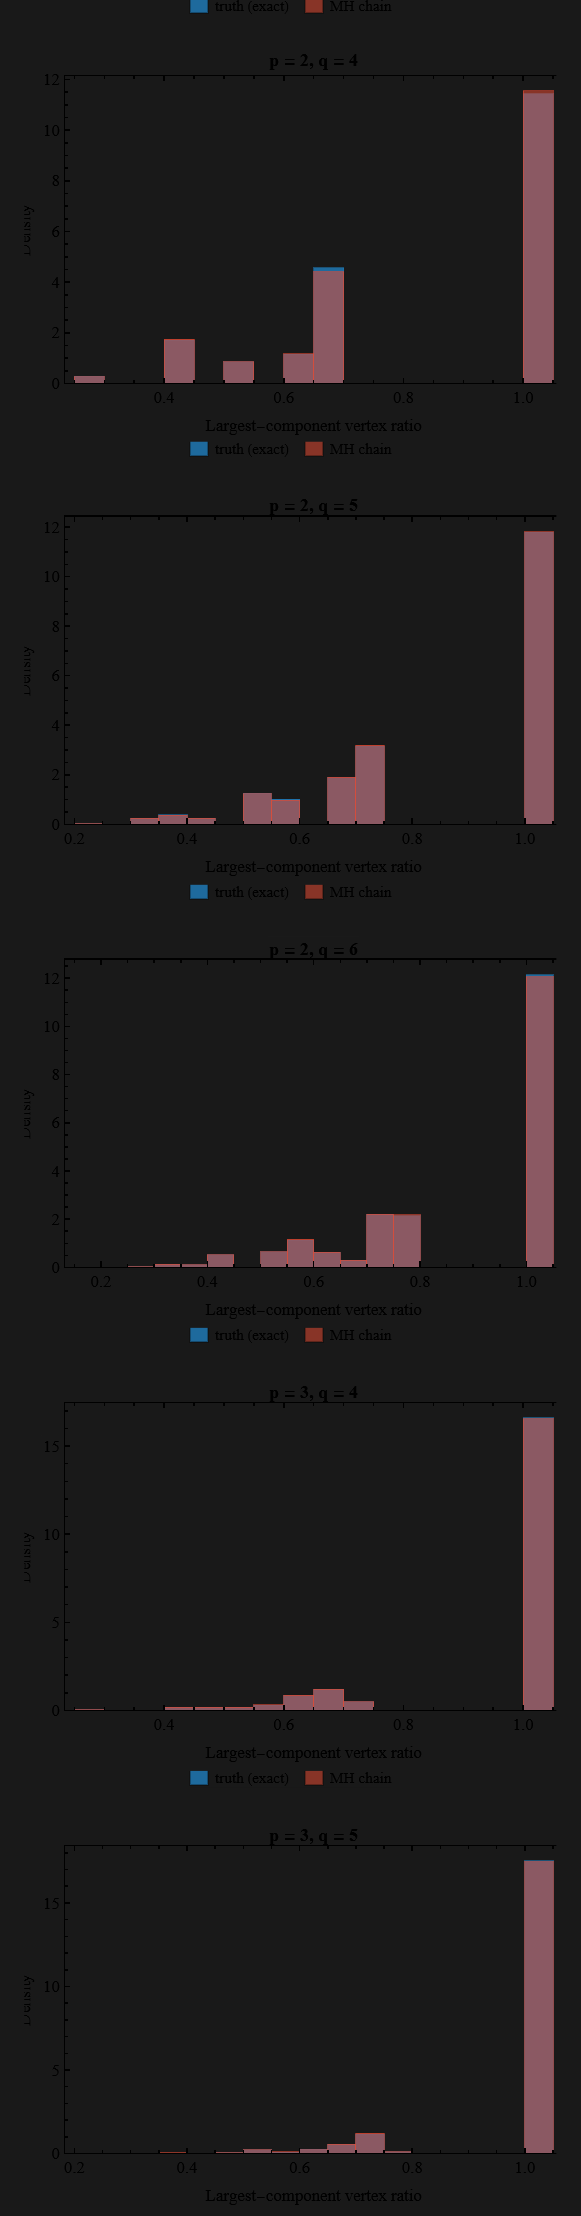 truth (exact) MH chain
p = 2, q = 4
12
10
8
6
4
2
0
Density
0.4 0.6 0.8 1.0
Largest-component vertex ratio
truth (exact) MH chain
p = 2, q = 5
12
10
8
6
4
2
0
Density
0.2 0.4 0.6 0.8 1.0
Largest-component vertex ratio
truth (exact) MH chain
p = 2, q = 6
12
10
8
6
4
2
0
Density
0.2 0.4 0.6 0.8 1.0
Largest-component vertex ratio
truth (exact) MH chain
p = 3, q = 4
15
10
5
0
Density
0.4 0.6 0.8 1.0
Largest-component vertex ratio
truth (exact) MH chain
p = 3, q = 5
15
10
5
0
Density
0.2 0.4 0.6 0.8 1.0
Largest-component vertex ratio